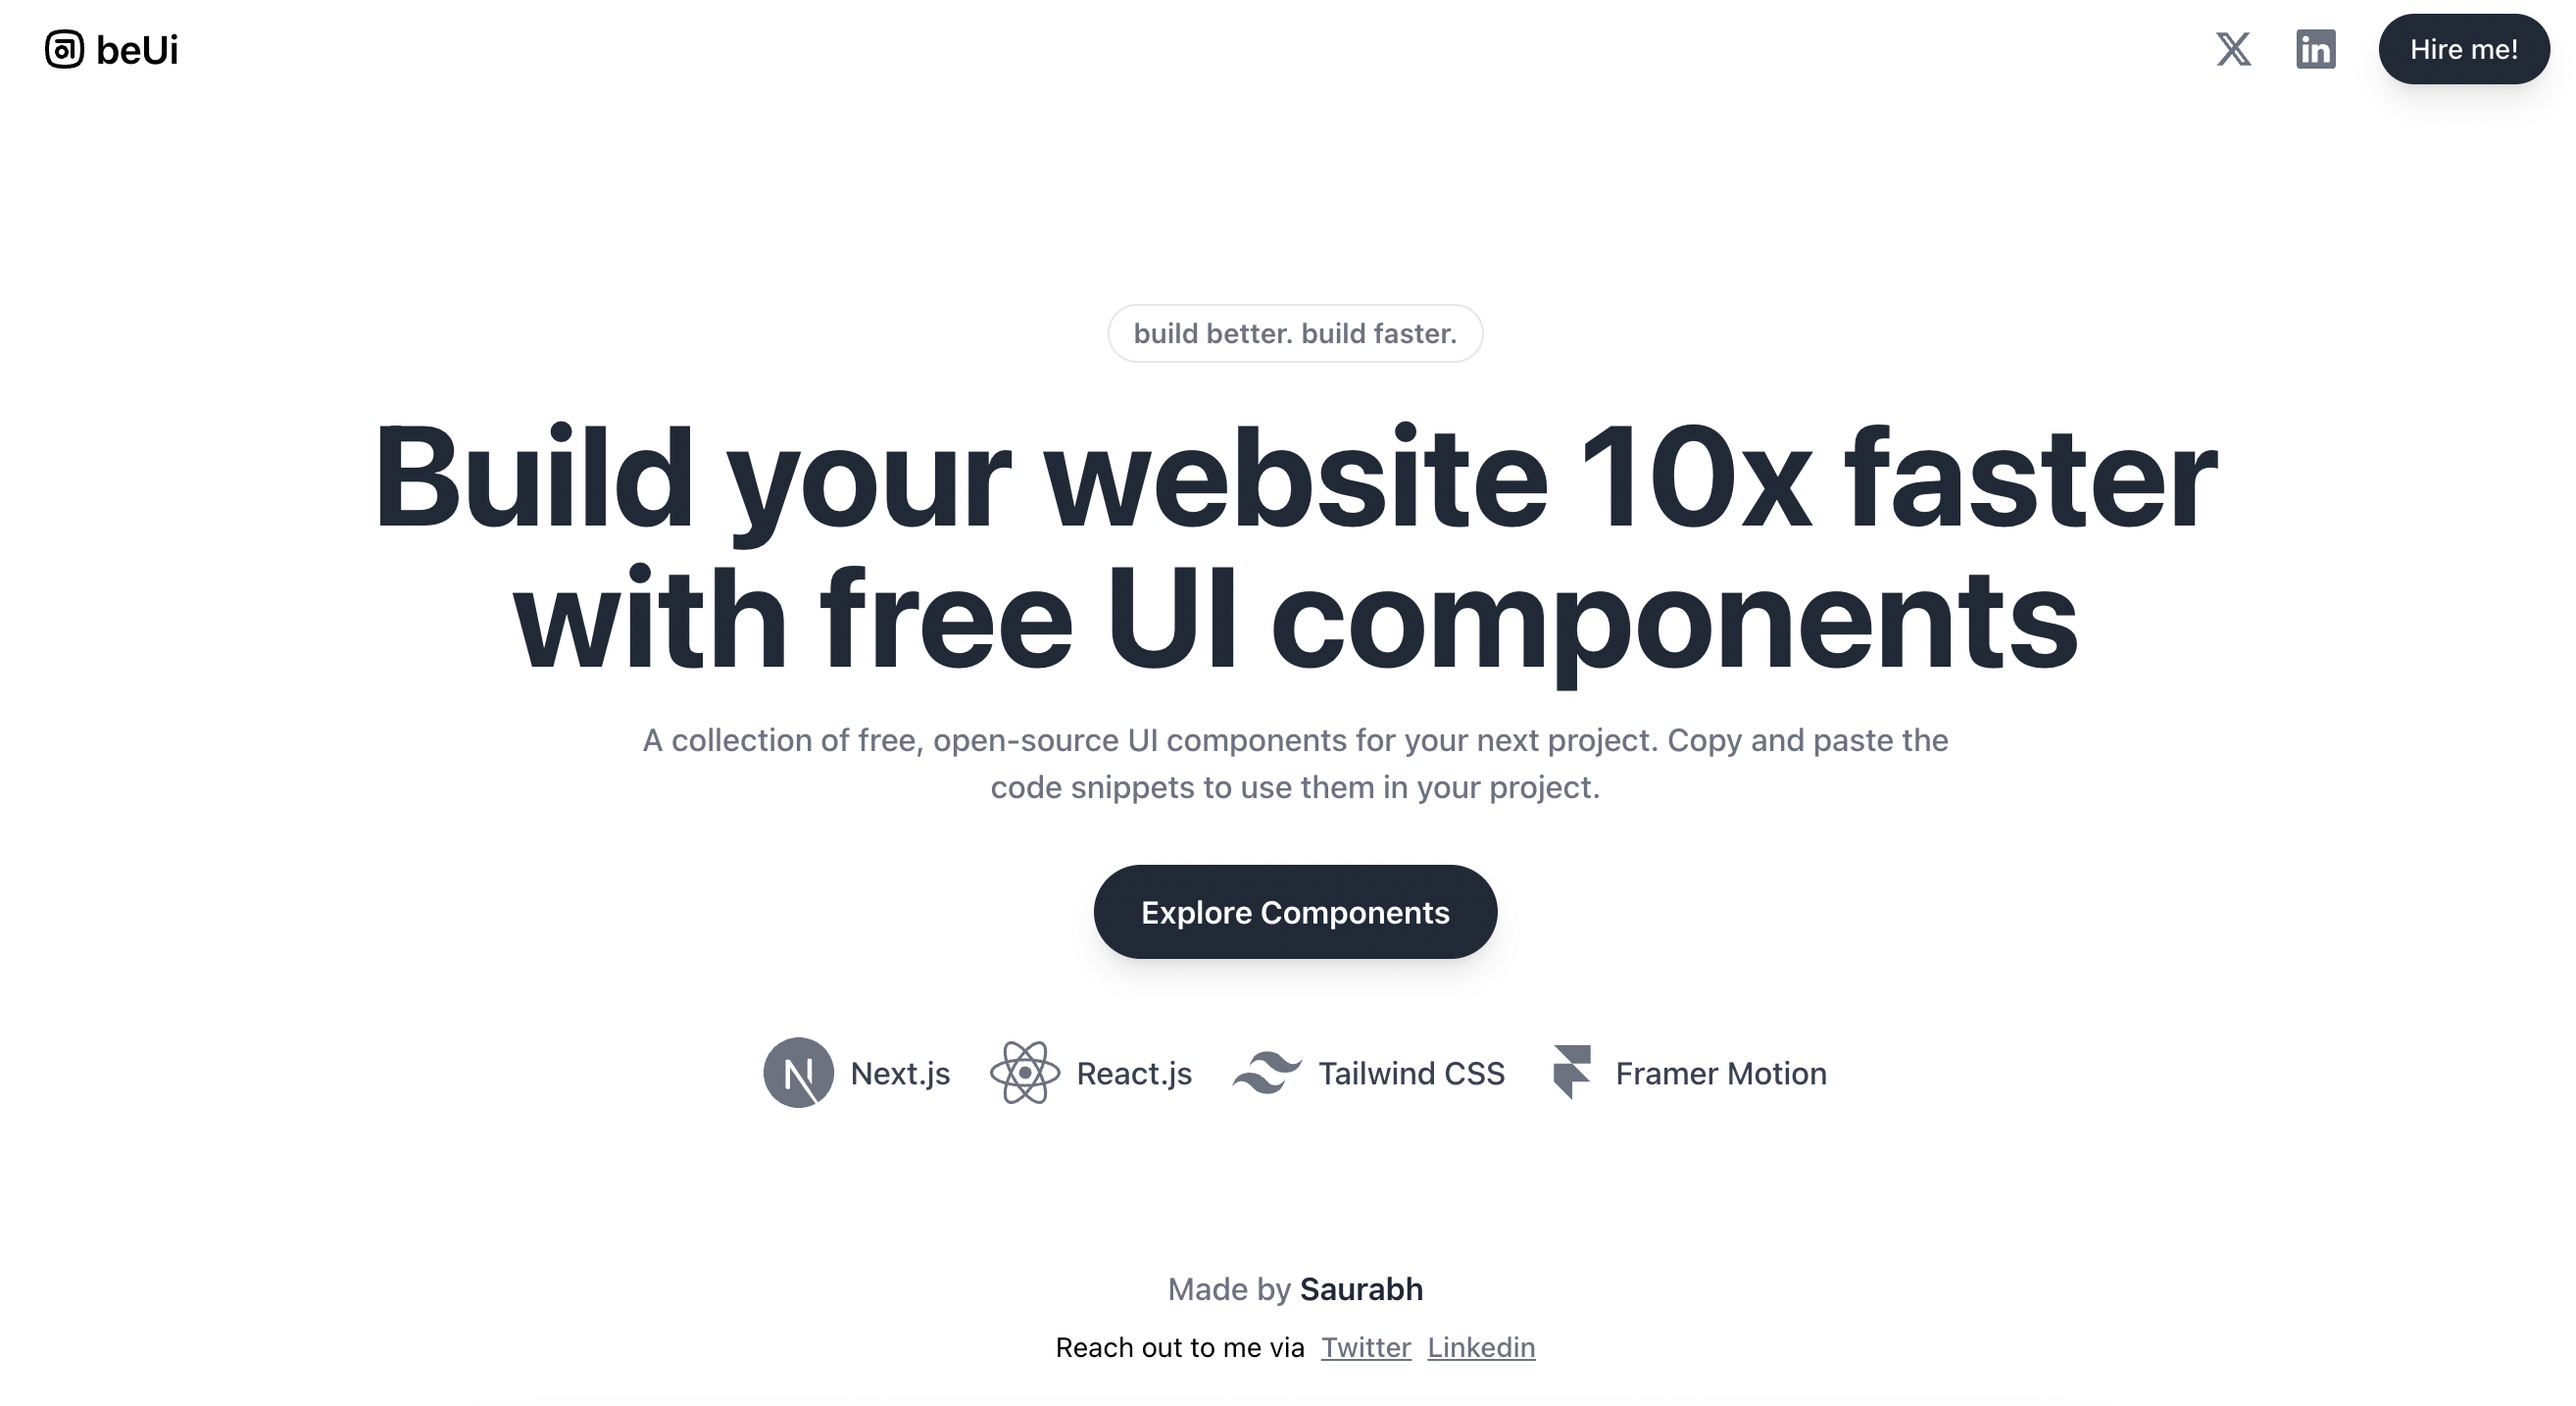 beUi
Hire me!
build better. build faster.
Build your website 10x faster
with free UI components
A collection of free, open-source UI components for your next project. Copy and paste the
code snippets to use them in your project.
Explore Components
Next.js React.js Tailwind CSS Framer Motion
Made by Saurabh
Reach out to me via Twitter Linkedin